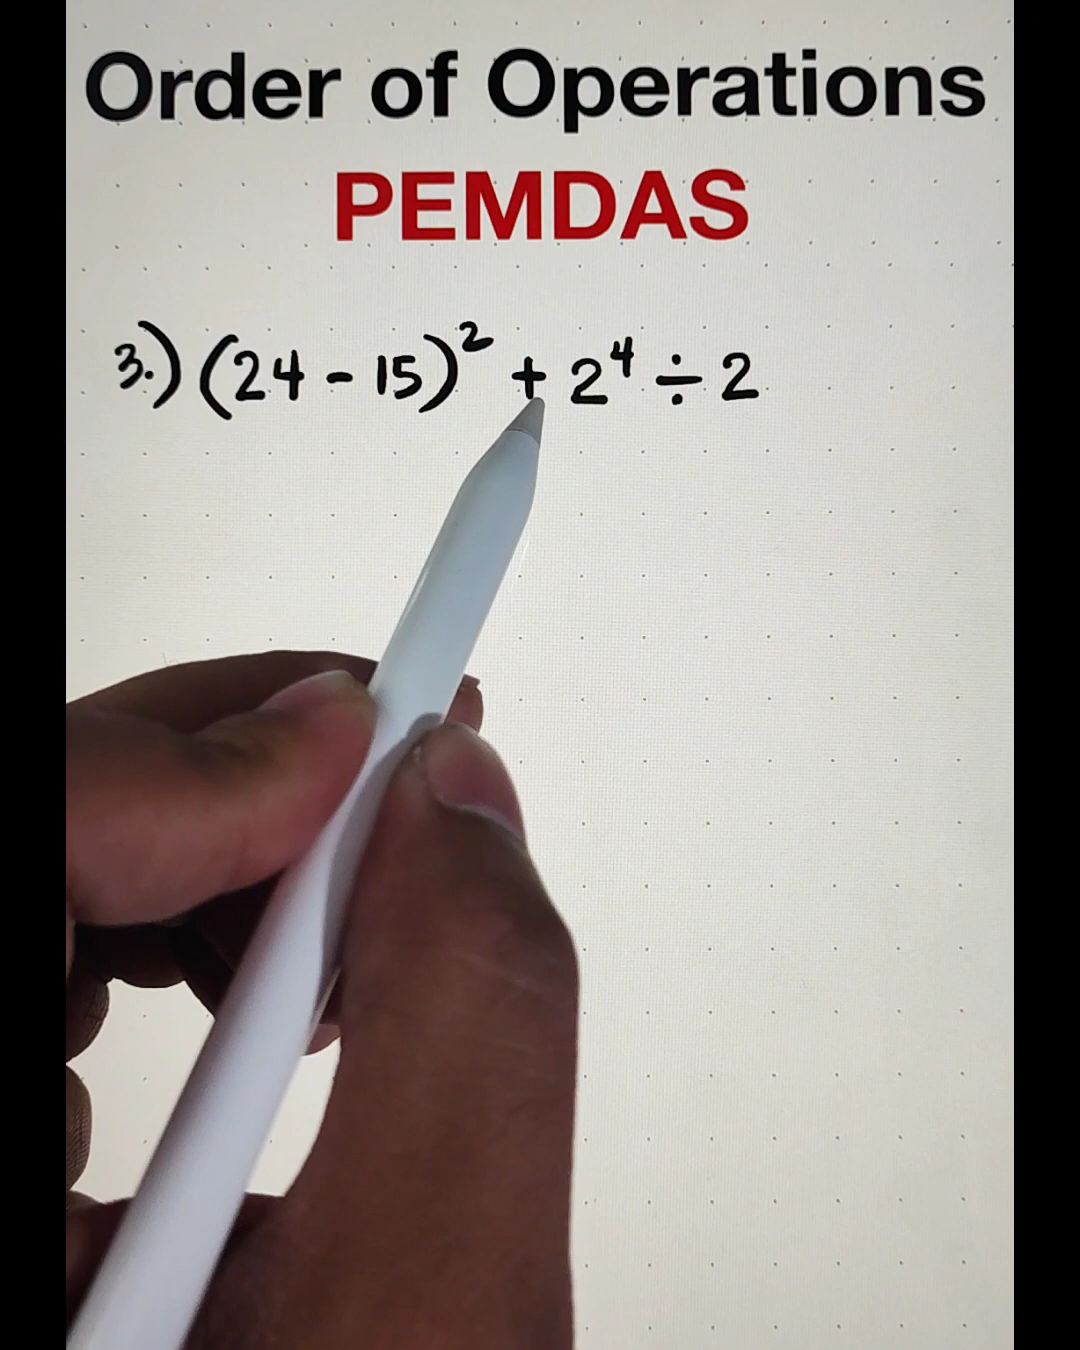 Order of Operations
PEMDAS
3.) (24 - 15)² + 2⁴ ÷ 2